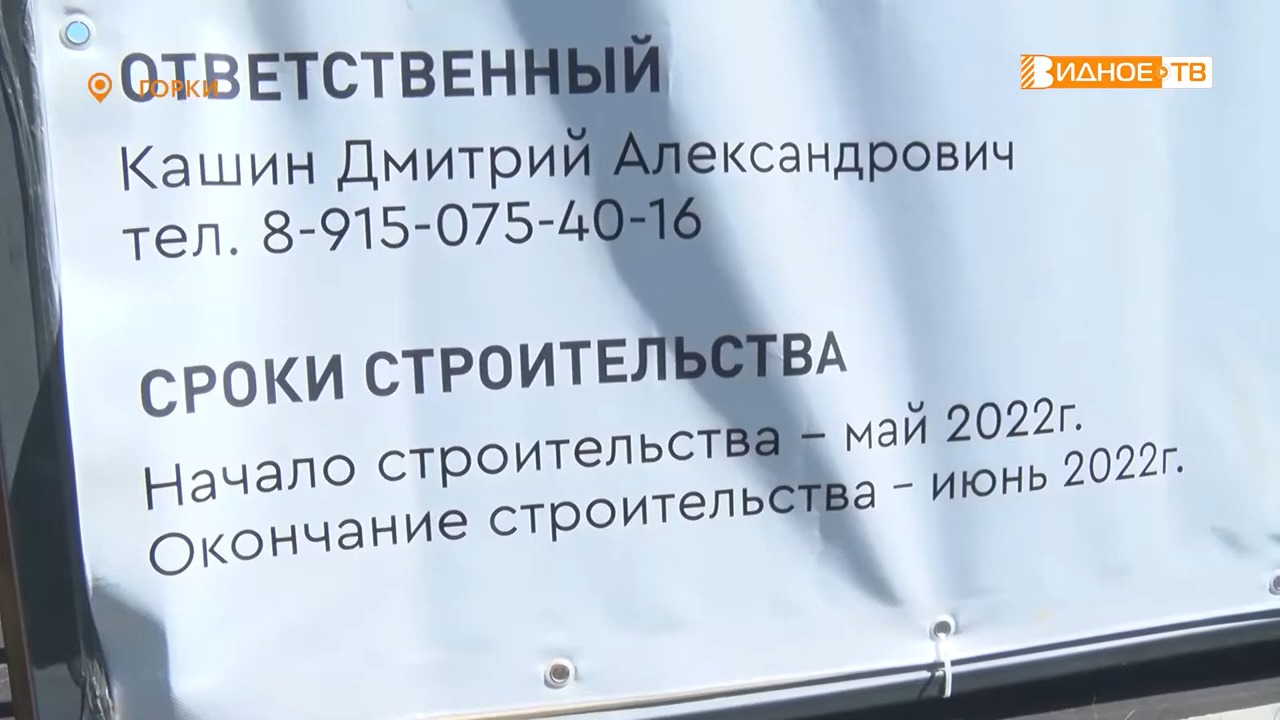 ОТВЕТСТВЕННЫЙ
ГОРКИ
ВИДНОЕ ТВ
Кашин Дмитрий Александрович
тел. 8-915-075-40-16
СРОКИ СТРОИТЕЛЬСТВА
Начало строительства – май 2022г.
Окончание строительства – июнь 2022г.